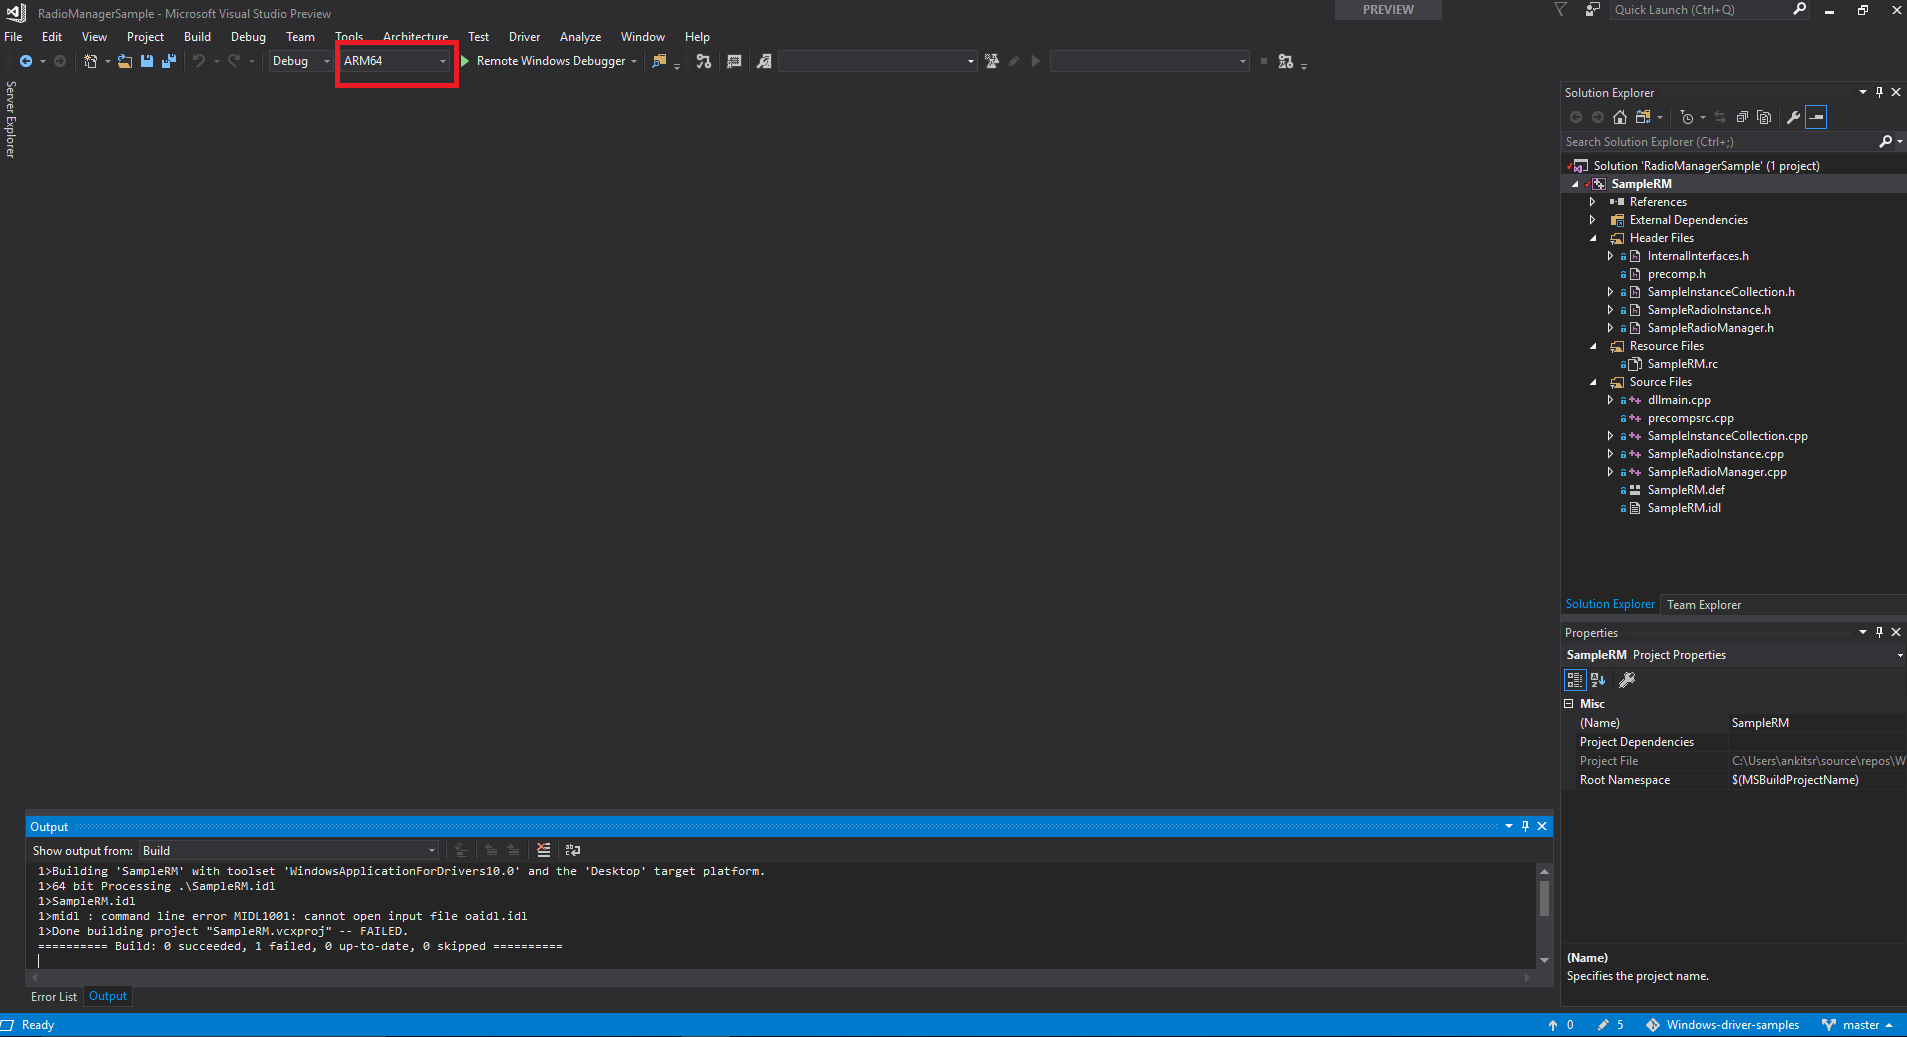 RadioManagerSample - Microsoft Visual Studio Preview
PREVIEW
Quick Launch (Ctrl+Q)
File Edit View Project Build Debug Team Tools Architecture Test Driver Analyze Window Help
Debug ARM64 Remote Windows Debugger
Server Explorer
Solution Explorer
Search Solution Explorer (Ctrl+;)
Solution 'RadioManagerSample' (1 project)
SampleRM
References
External Dependencies
Header Files
InternalInterfaces.h
precomp.h
SampleInstanceCollection.h
SampleRadioInstance.h
SampleRadioManager.h
Resource Files
SampleRM.rc
Source Files
dllmain.cpp
precompsrc.cpp
SampleInstanceCollection.cpp
SampleRadioInstance.cpp
SampleRadioManager.cpp
SampleRM.def
SampleRM.idl
Solution Explorer Team Explorer
Properties
SampleRM Project Properties
Misc
(Name) SampleRM
Project Dependencies
Project File C:\Users\ankitsr\source\repos\W
Root Namespace $(MSBuildProjectName)
(Name)
Specifies the project name.
Output
Show output from: Build
1>Building 'SampleRM' with toolset 'WindowsApplicationForDrivers10.0' and the 'Desktop' target platform.
1>64 bit Processing .\SampleRM.idl
1>SampleRM.idl
1>midl : command line error MIDL1001: cannot open input file oaidl.idl
1>Done building project "SampleRM.vcxproj" -- FAILED.
========== Build: 0 succeeded, 1 failed, 0 up-to-date, 0 skipped ==========
Error List Output
Ready
0 5 Windows-driver-samples master